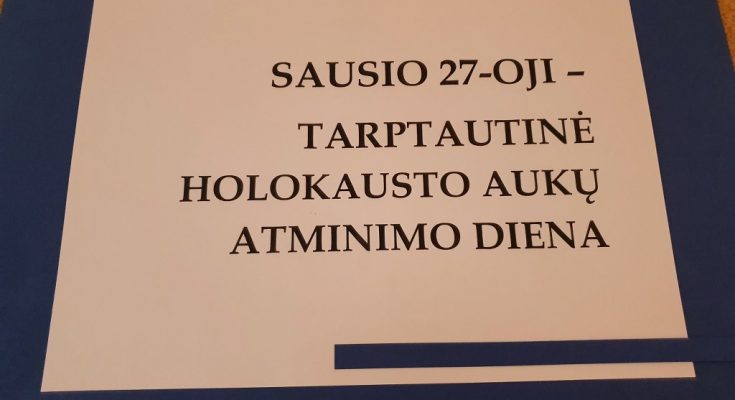 SAUSIO 27-OJI –
TARPTAUTINĖ
HOLOKAUSTO AUKŲ
ATMINIMO DIENA